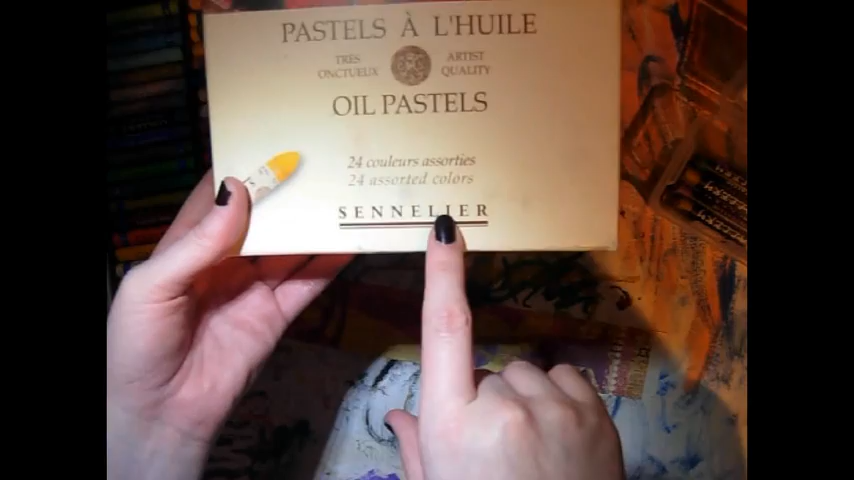 PASTELS À L'HUILE
TRÈS ONCTUEUX
ARTIST QUALITY
OIL PASTELS
24 couleurs assorties
24 assorted colors
SENNELIER